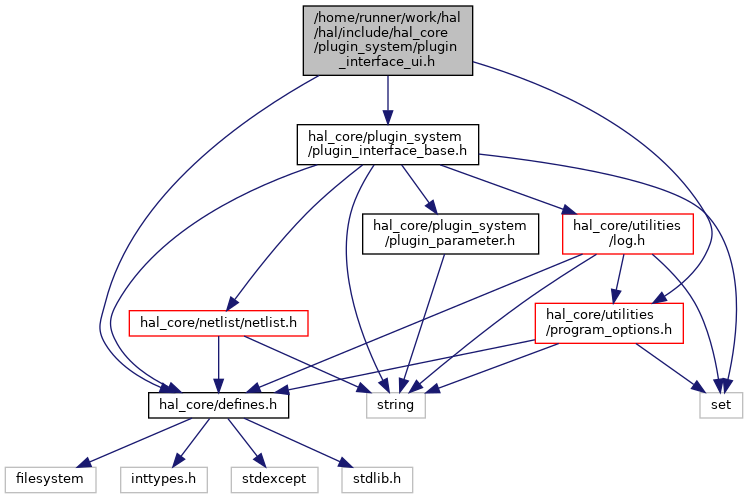 /home/runner/work/hal
/hal/include/hal_core
/plugin_system/plugin
_interface_ui.h
hal_core/plugin_system
/plugin_interface_base.h
hal_core/plugin_system
/plugin_parameter.h
hal_core/utilities
/log.h
hal_core/netlist/netlist.h
hal_core/utilities
/program_options.h
hal_core/defines.h
string
set
filesystem
inttypes.h
stdexcept
stdlib.h